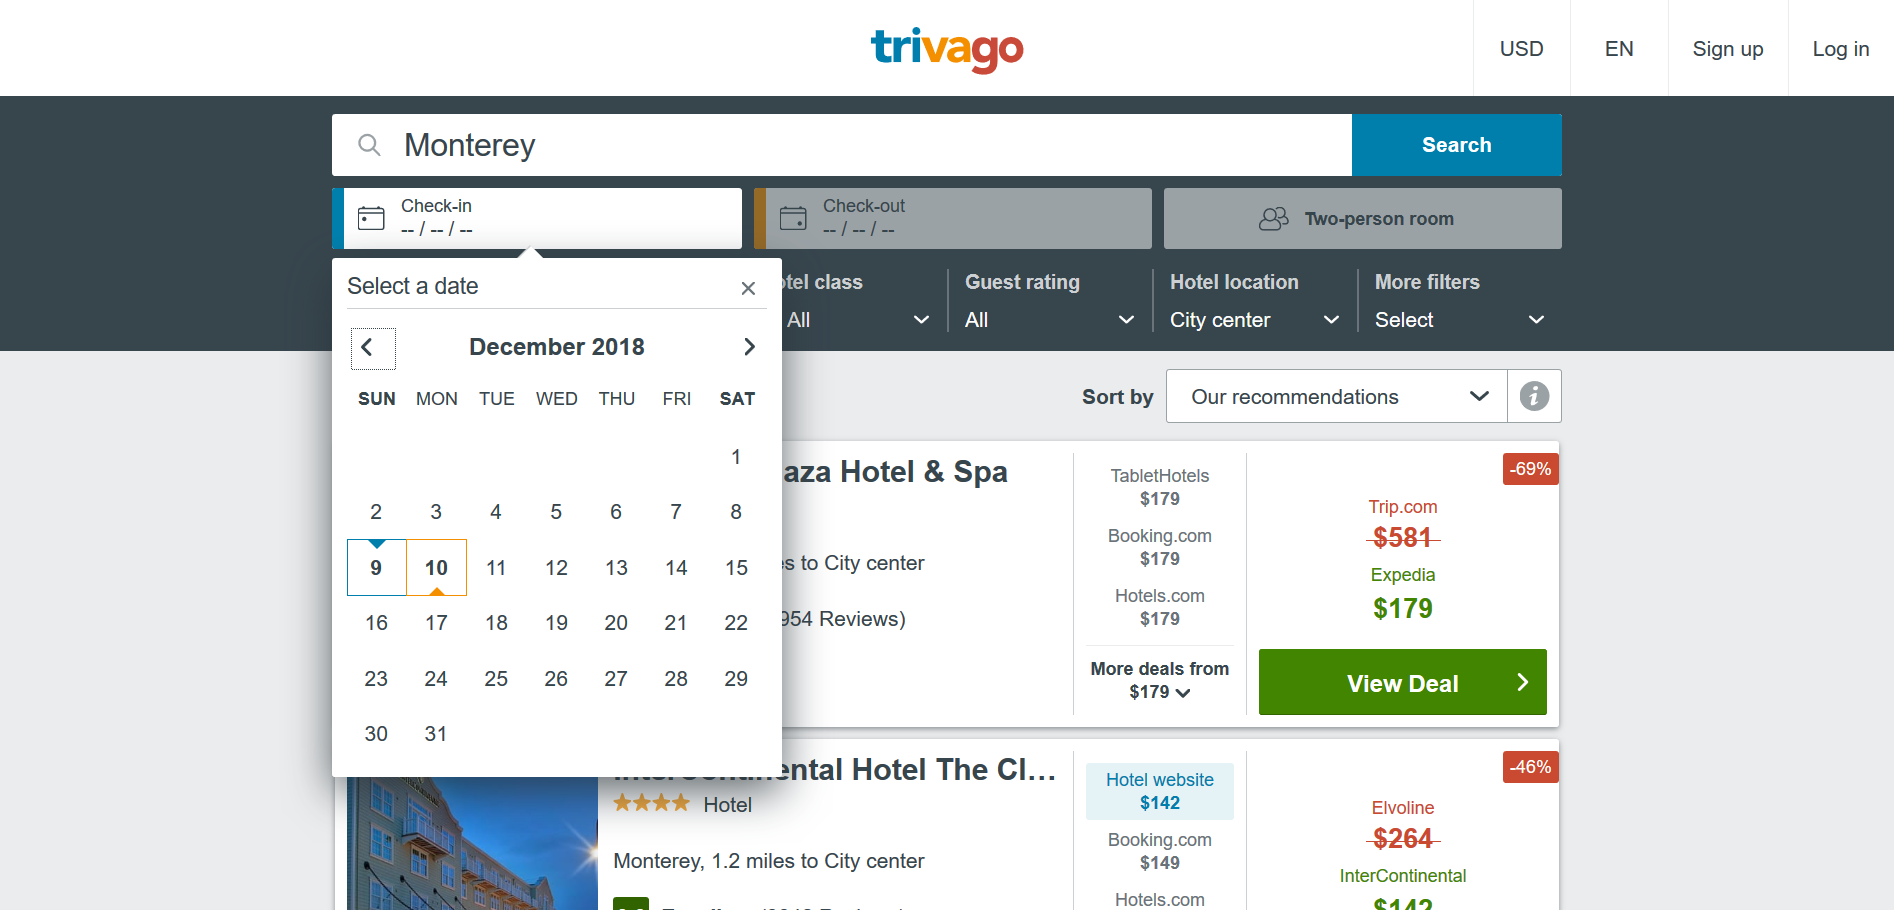 trivago
USD
EN
Sign up
Log in
Monterey
Search
Check-in
-- / -- / --
Check-out
-- / -- / --
Two-person room
Select a date
December 2018
SUN MON TUE WED THU FRI SAT
1
2 3 4 5 6 7 8
9 10 11 12 13 14 15
16 17 18 19 20 21 22
23 24 25 26 27 28 29
30 31
tel class
All
Guest rating
All
Hotel location
City center
More filters
Select
Sort by
Our recommendations
aza Hotel & Spa
s to City center
954 Reviews)
TabletHotels
$179
Booking.com
$179
Hotels.com
$179
More deals from
$179
-69%
Trip.com
$581
Expedia
$179
View Deal
ental Hotel The Cl...
Hotel
Monterey, 1.2 miles to City center
Hotel website
$142
Booking.com
$149
Hotels.com
-46%
Elvoline
$264
InterContinental
$142